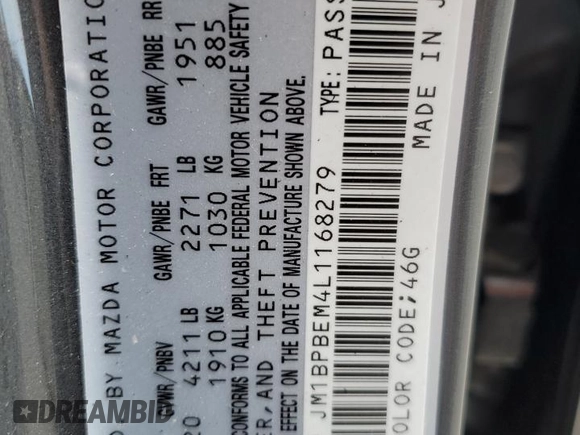 BY MAZDA MOTOR CORPORATION
GVWR/PNBV GAWR/PNBE FRT GAWR/PNBE RR
20 4211 LB 2271 LB 1951
1910 KG 1030 KG 885
CONFORMS TO ALL APPLICABLE FEDERAL MOTOR VEHICLE SAFETY
ER, AND THEFT PREVENTION
EFFECT ON THE DATE OF MANUFACTURE SHOWN ABOVE.
JM1BPBEM4L1168279 TYPE: PASS
OLOR CODE;46G MADE IN J
DREAMBID